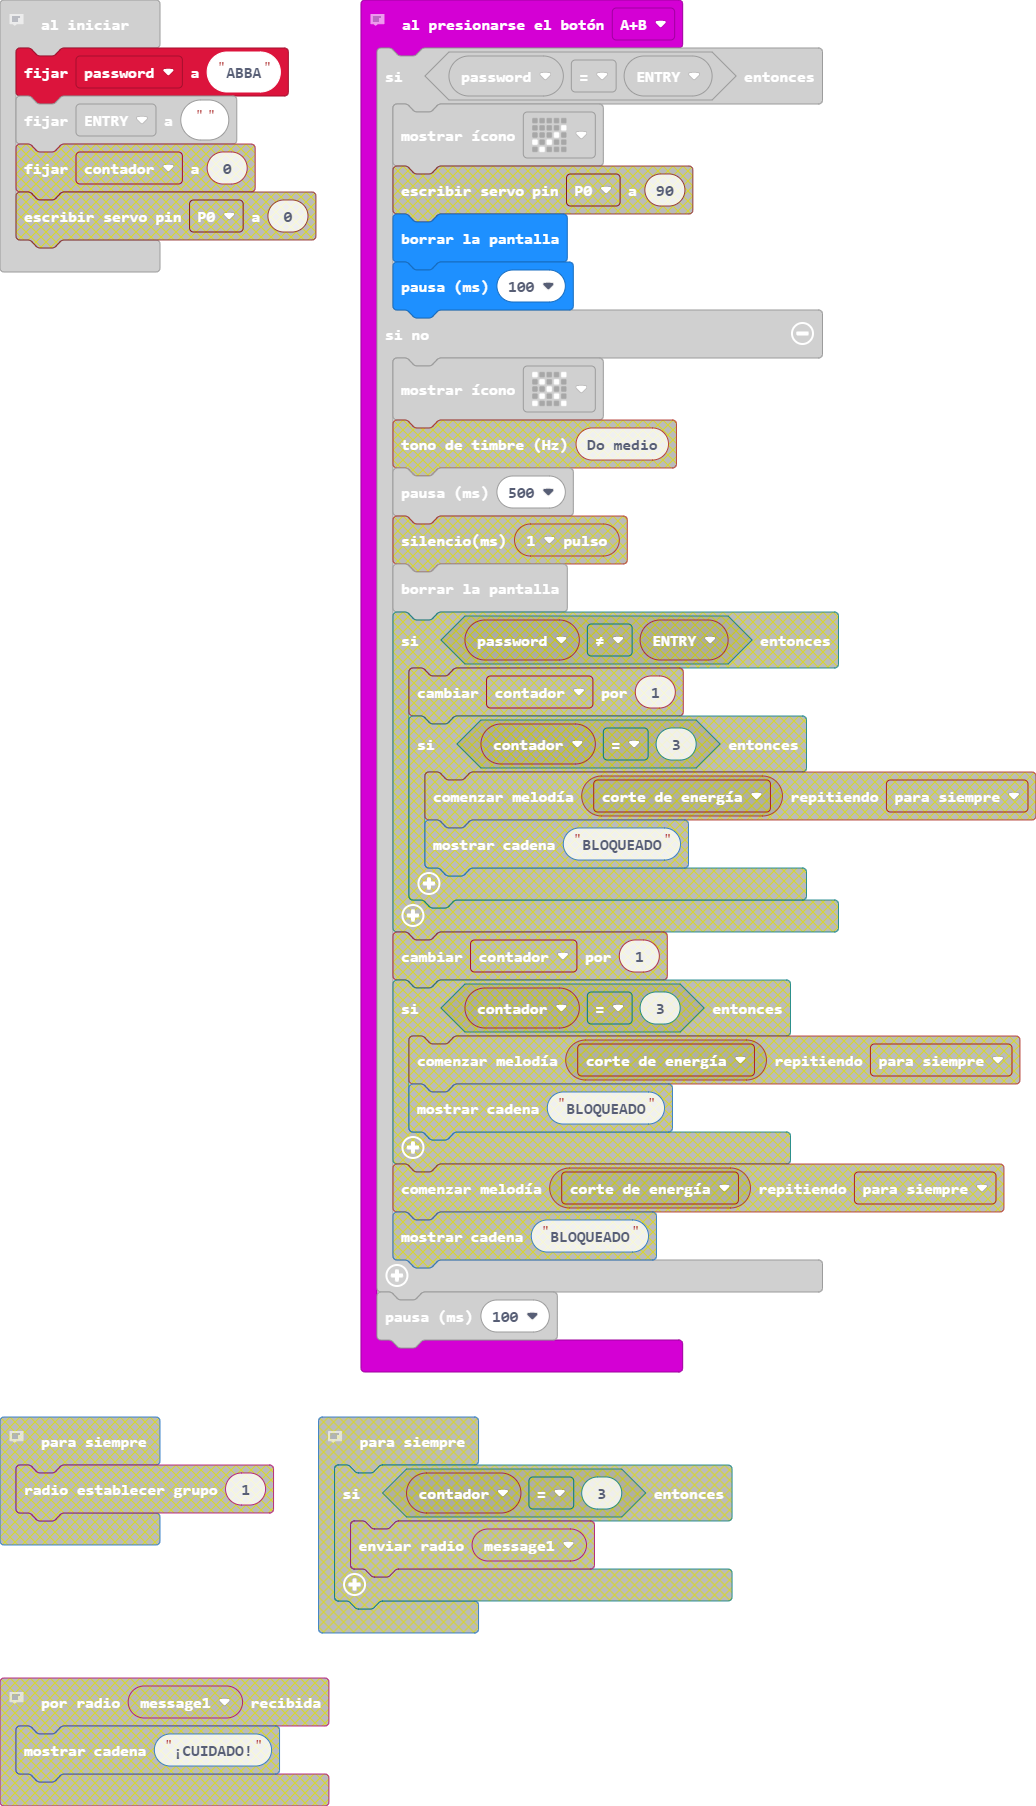 al iniciar
fijar password a "ABBA"
fijar ENTRY a " "
fijar contador a 0
escribir servo pin P0 a 0
al presionarse el botón A+B
si password = ENTRY entonces
mostrar ícono
escribir servo pin P0 a 90
borrar la pantalla
pausa (ms) 100
si no
mostrar ícono
tono de timbre (Hz) Do medio
pausa (ms) 500
silencio(ms) 1 pulso
borrar la pantalla
si password ≠ ENTRY entonces
cambiar contador por 1
si contador = 3 entonces
comenzar melodía corte de energía repitiendo para siempre
mostrar cadena "BLOQUEADO"
cambiar contador por 1
si contador = 3 entonces
comenzar melodía corte de energía repitiendo para siempre
mostrar cadena "BLOQUEADO"
comenzar melodía corte de energía repitiendo para siempre
mostrar cadena "BLOQUEADO"
pausa (ms) 100
para siempre
radio establecer grupo 1
para siempre
si contador = 3 entonces
enviar radio message1
por radio message1 recibida
mostrar cadena "¡CUIDADO!"